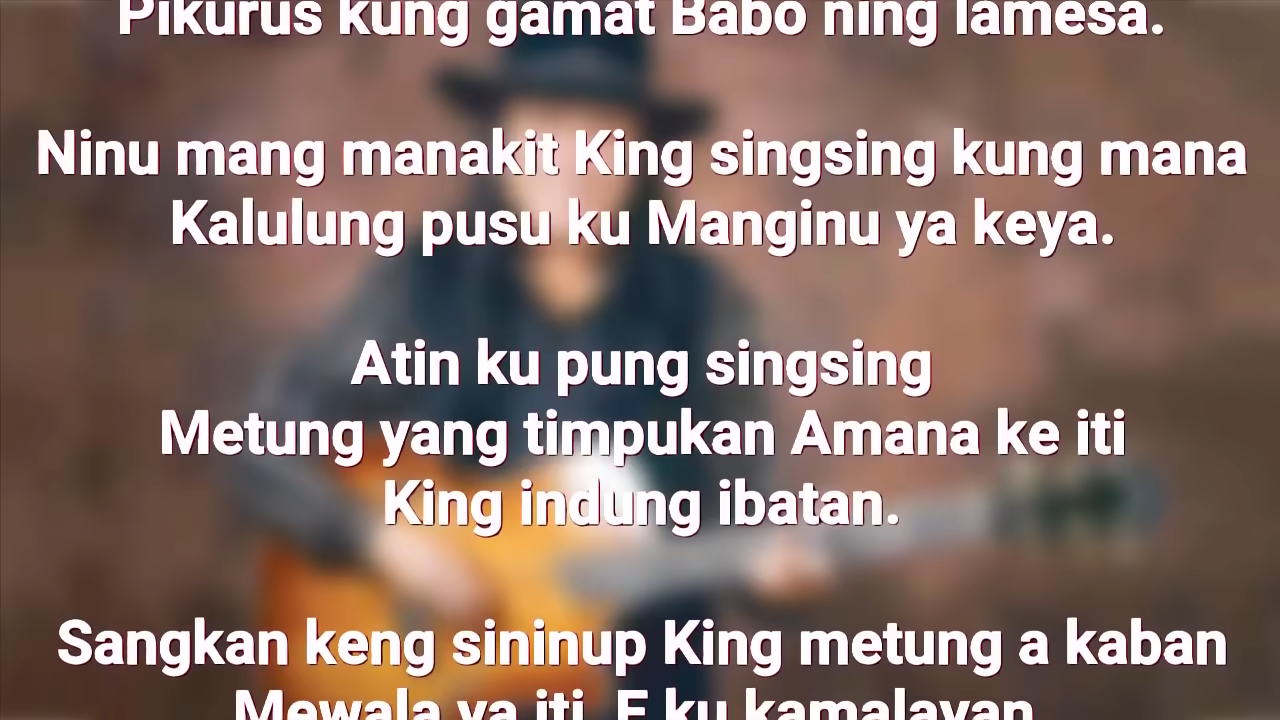 Pikurus kung gamat Babo ning lamesa.
Ninu mang manakit King singsing kung mana
Kalulung pusu ku Manginu ya keya.
Atin ku pung singsing
Metung yang timpukan Amana ke iti
King indung ibatan.
Sangkan keng sininup King metung a kaban
Mewala ya iti, E ku kamalayan